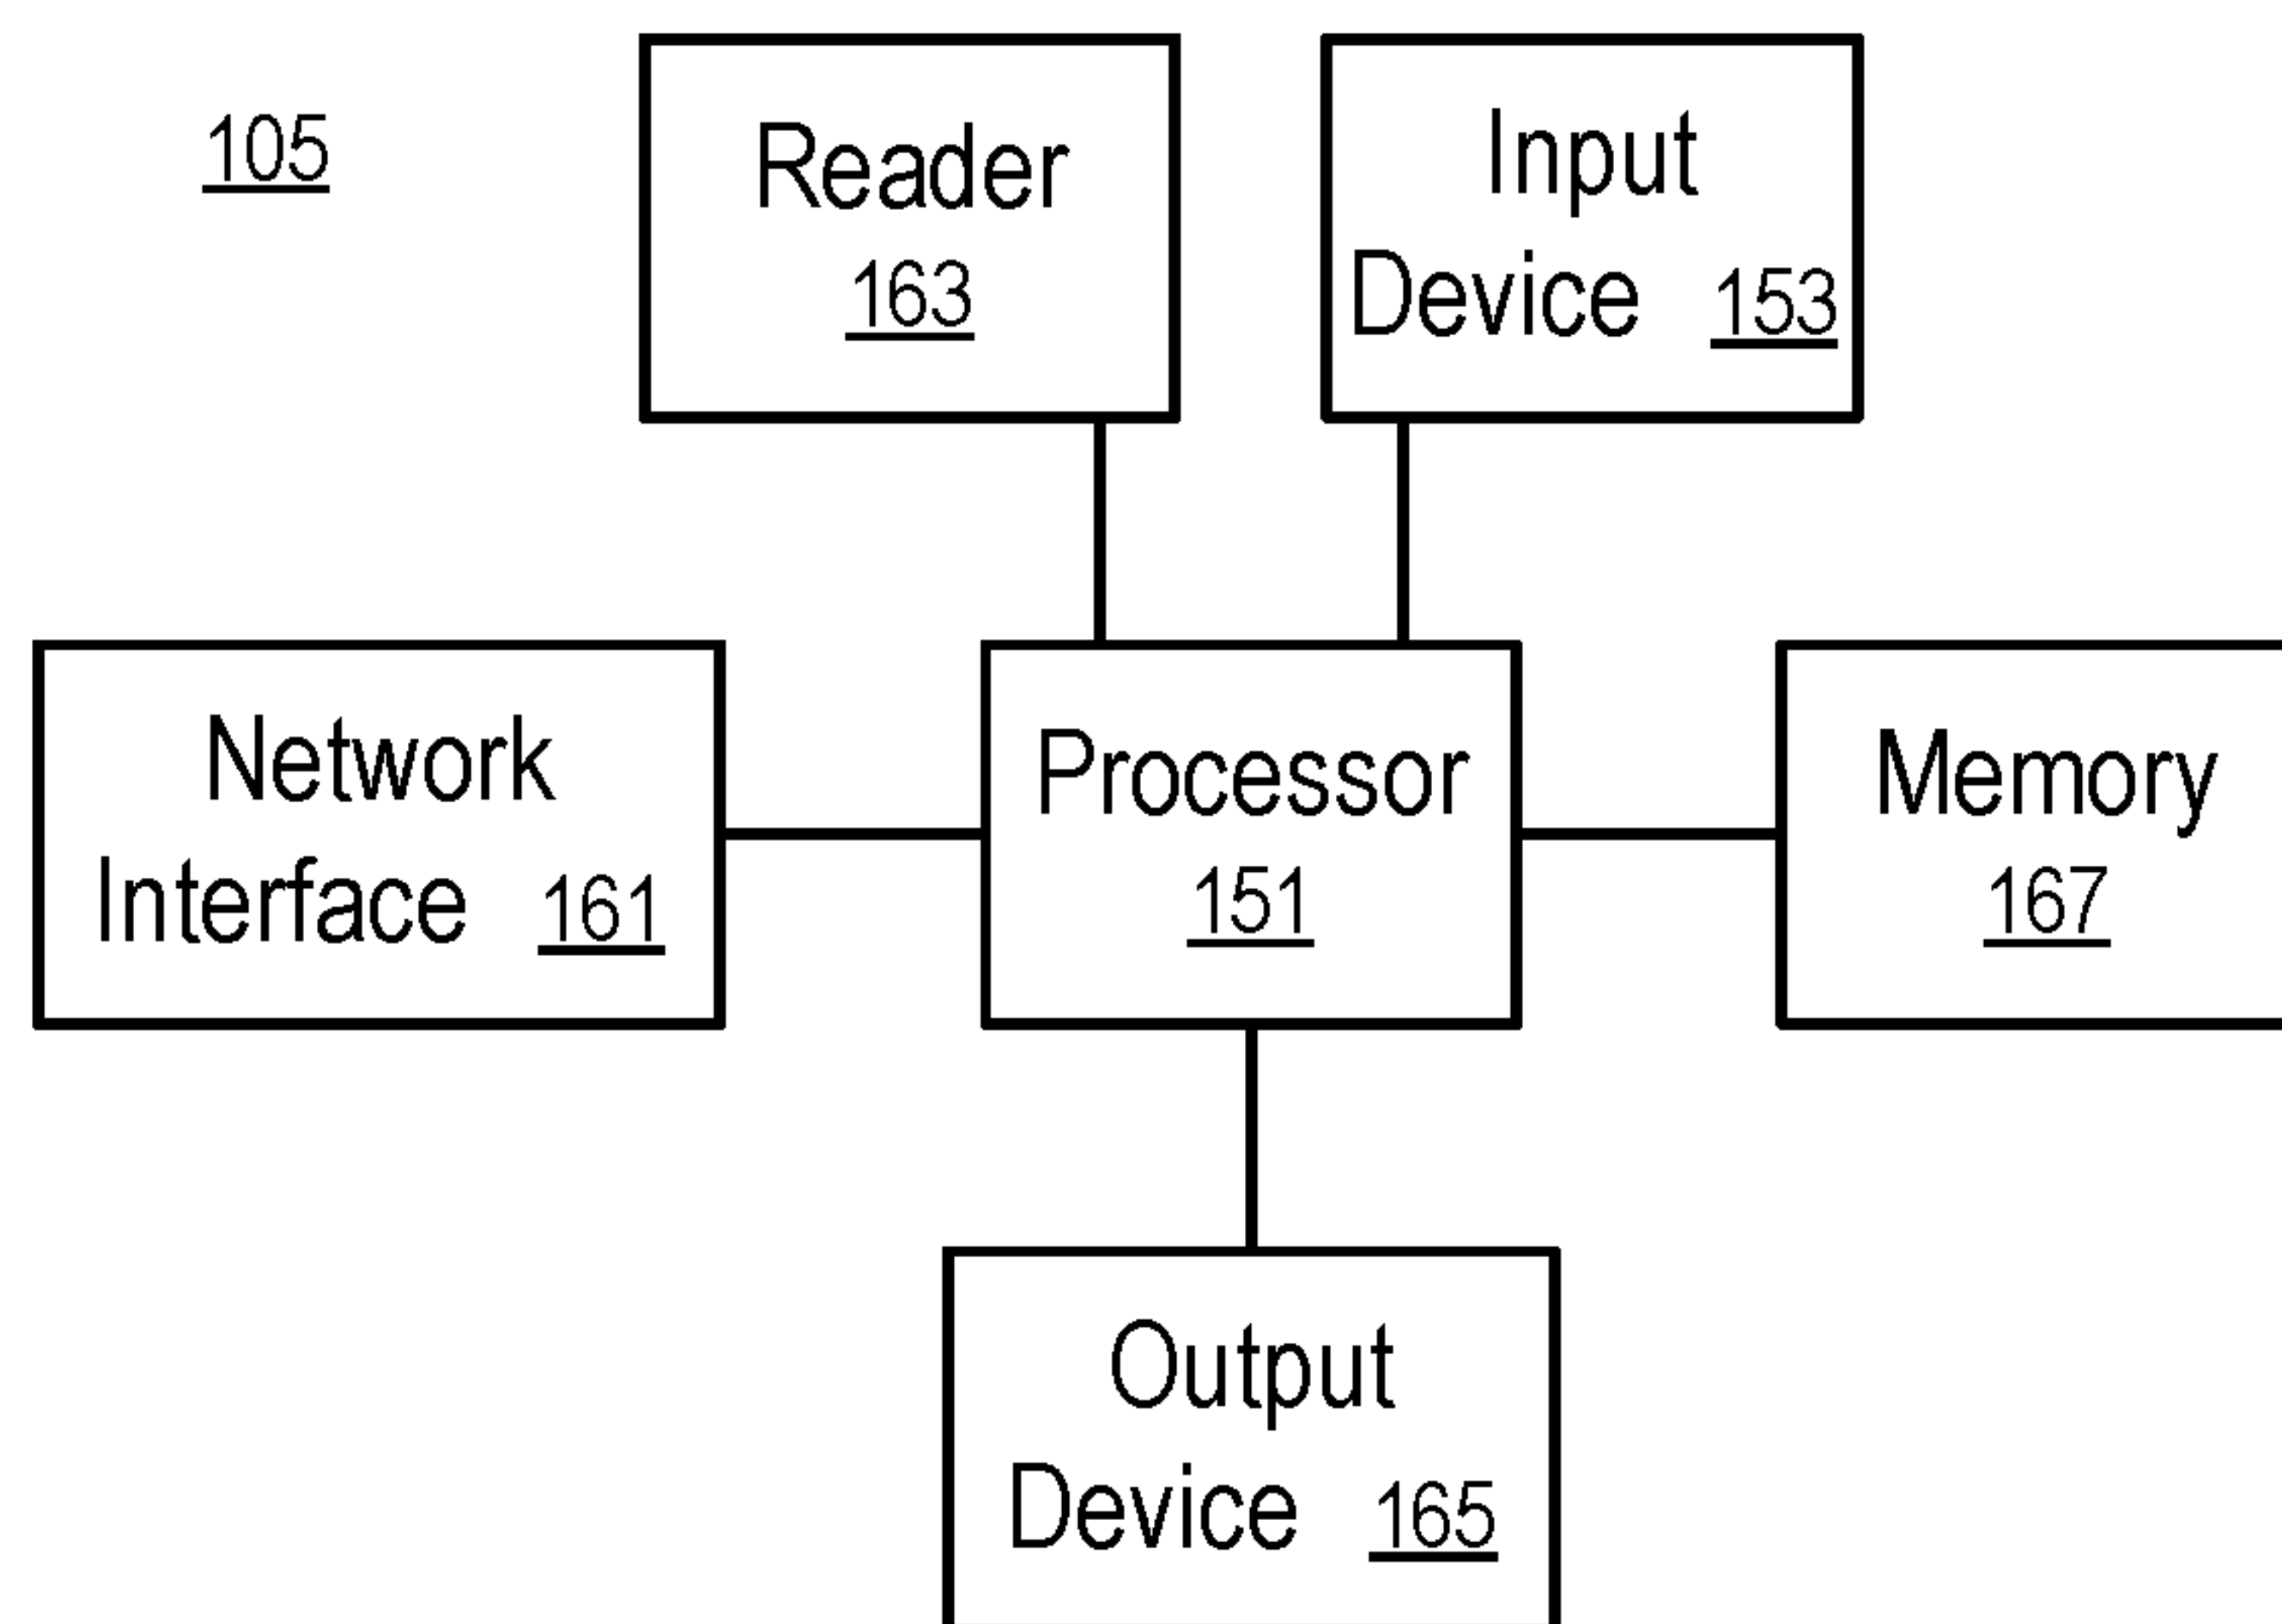 105
Reader
163
Input
Device 153
Network
Interface 161
Processor
151
Memory
167
Output
Device 165